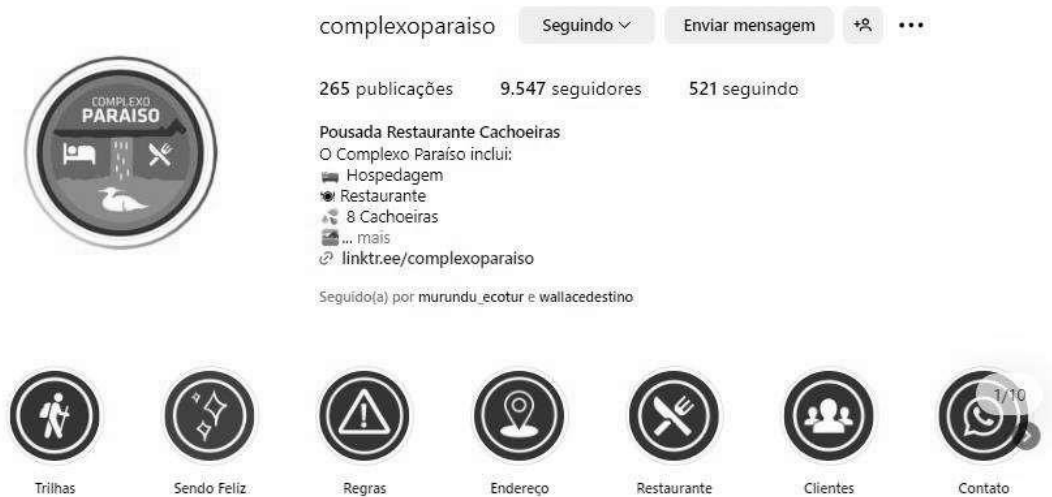 complexoparaiso Seguindo Enviar mensagem
265 publicações 9.547 seguidores 521 seguindo
COMPLEXO
PARAISO
Pousada Restaurante Cachoeiras
O Complexo Paraíso inclui:
Hospedagem
Restaurante
8 Cachoeiras
... mais
linktr.ee/complexoparaiso
Seguido(a) por murundu_ecotur e wallacedestino
1/10
Trilhas Sendo Feliz Regras Endereço Restaurante Clientes Contato